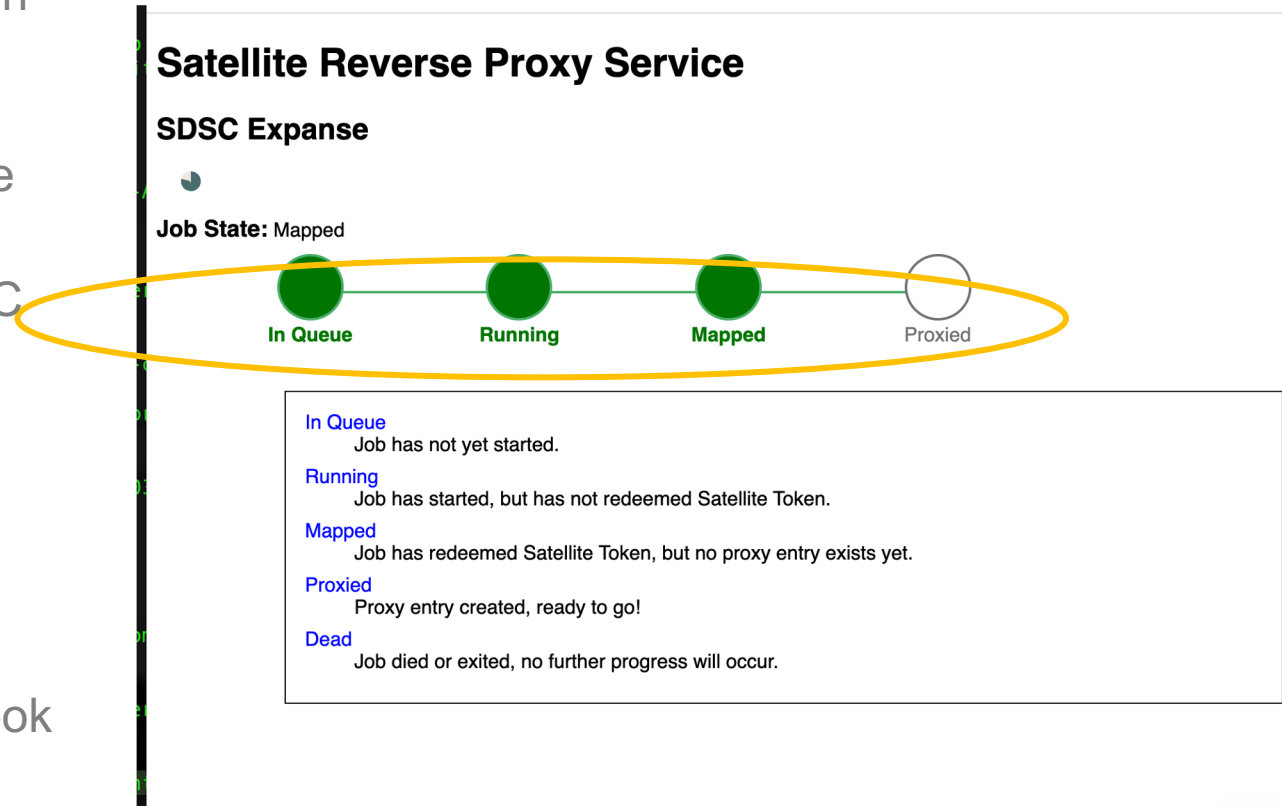 Satellite Reverse Proxy Service
SDSC Expanse
Job State: Mapped
In Queue Running Mapped Proxied
In Queue
Job has not yet started.
Running
Job has started, but has not redeemed Satellite Token.
Mapped
Job has redeemed Satellite Token, but no proxy entry exists yet.
Proxied
Proxy entry created, ready to go!
Dead
Job died or exited, no further progress will occur.